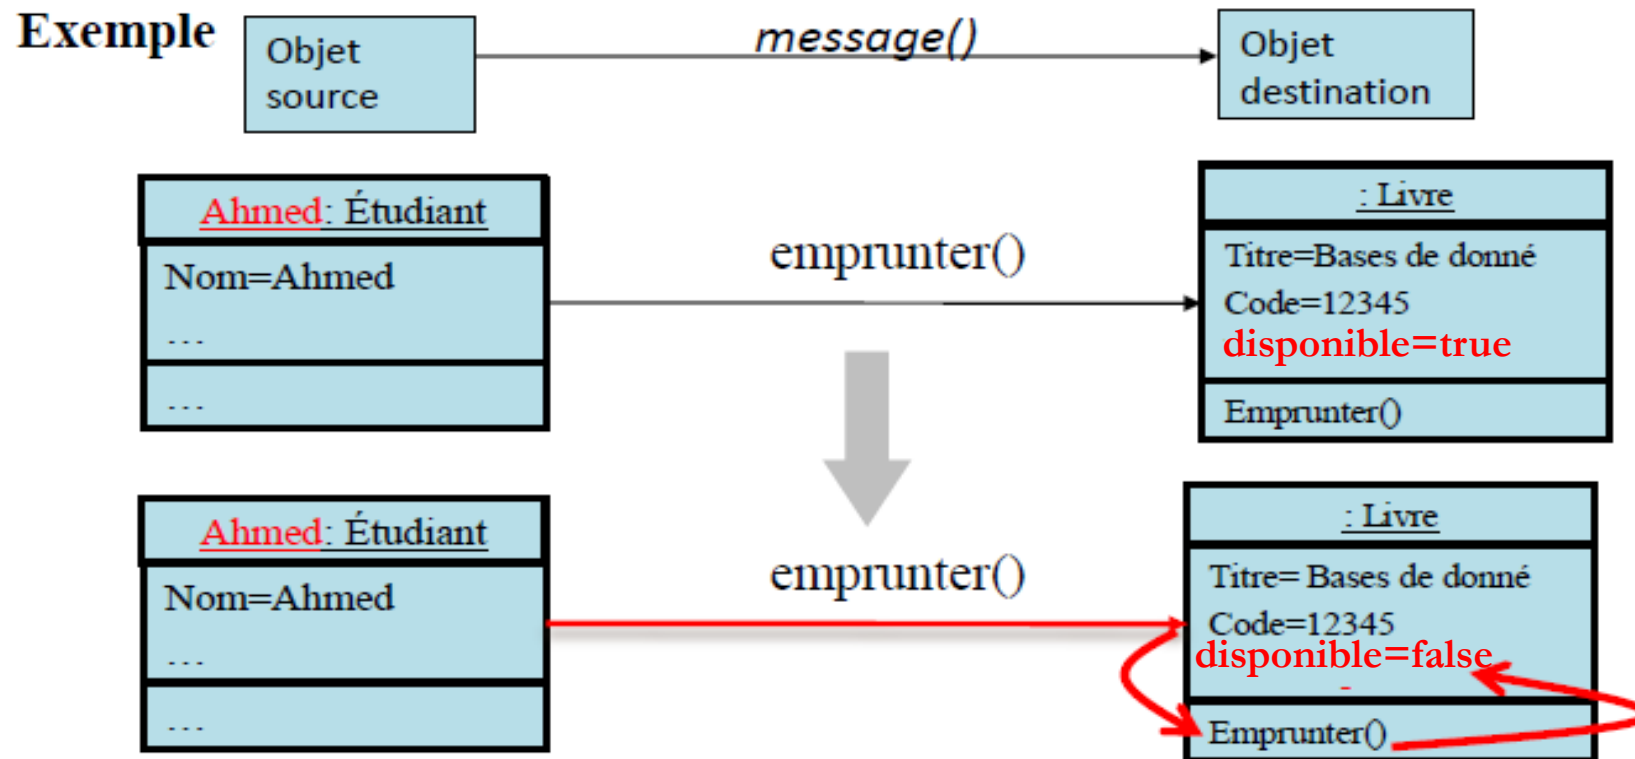 Exemple
Objet
source
message()
Objet
destination
Ahmed: Étudiant
Nom=Ahmed
...
...
emprunter()
: Livre
Titre=Bases de donné
Code=12345
disponible=true
Emprunter()
Ahmed: Étudiant
Nom=Ahmed
...
...
emprunter()
: Livre
Titre= Bases de donné
Code=12345
disponible=false
Emprunter()